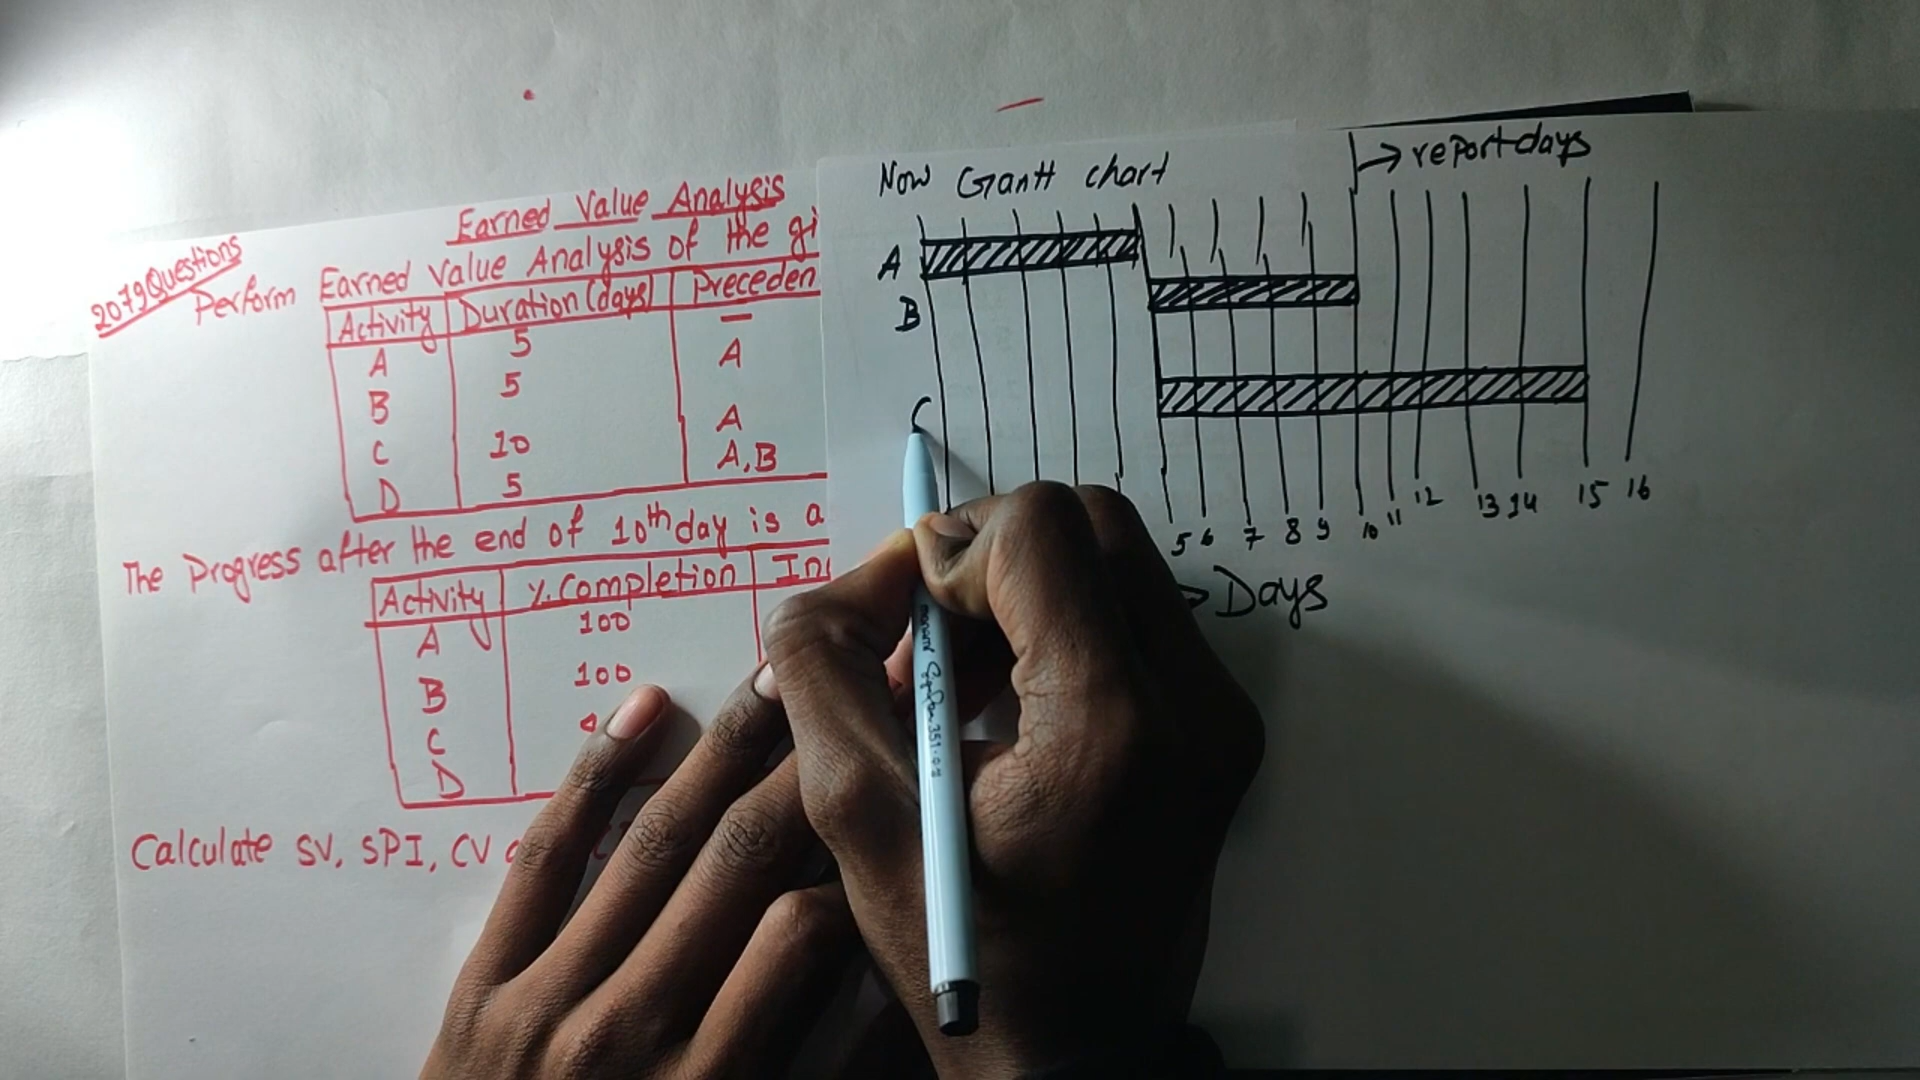 Earned Value Analysis
2079 Questions
Perform Earned Value Analysis of the gi
Activity Duration (days) Preceden
A 5 —
B 5 A
C 10 A
D 5 A,B
The Progress after the end of 10th day is a
Activity %. Completion In
A 100
B 100
C
D
Calculate SV, SPI, CV
Now Gantt chart
→ report days
A
B
C
5 6 7 8 9 10 11 12 13 14 15 16
> Days